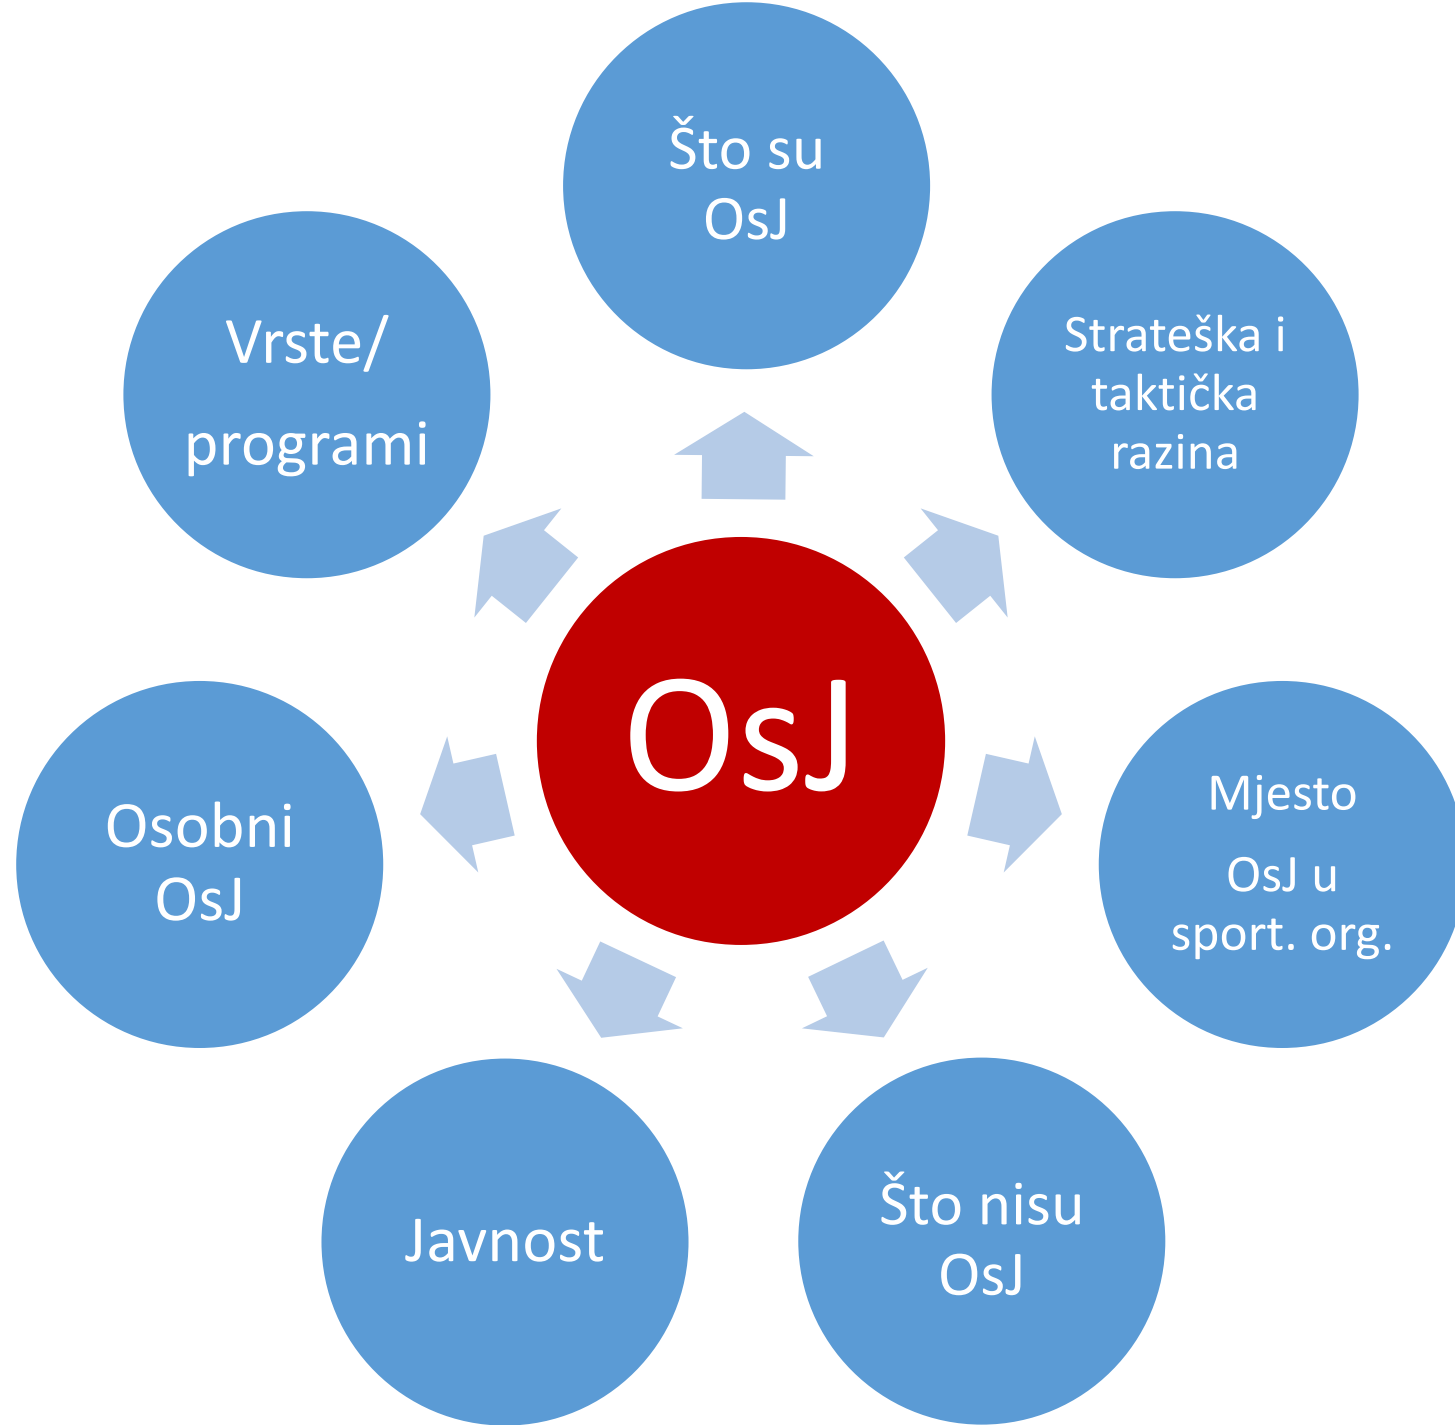 Što su
OsJ
Strateška i
taktička
razina
Mjesto
OsJ u
sport. org.
Što nisu
OsJ
Javnost
Osobni
OsJ
Vrste/
programi
OsJ